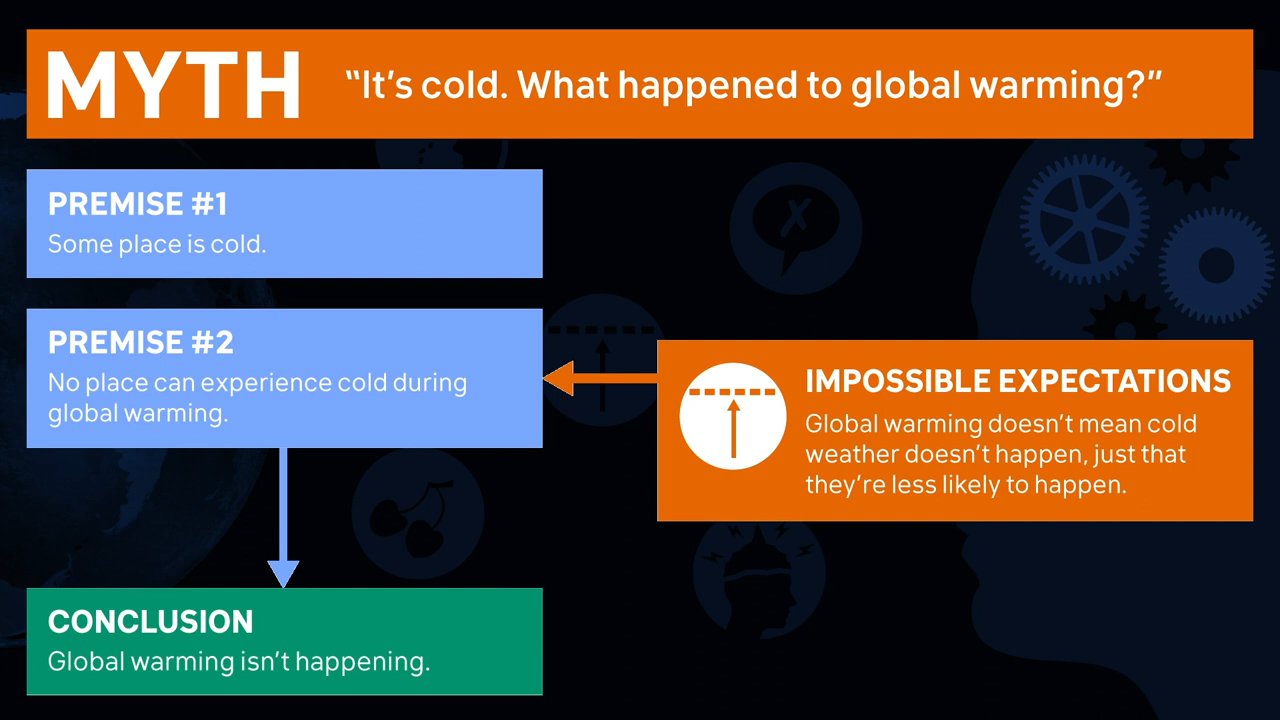 MYTH “It’s cold. What happened to global warming?”
PREMISE #1
Some place is cold.
PREMISE #2
No place can experience cold during
global warming.
IMPOSSIBLE EXPECTATIONS
Global warming doesn’t mean cold
weather doesn’t happen, just that
they’re less likely to happen.
CONCLUSION
Global warming isn’t happening.